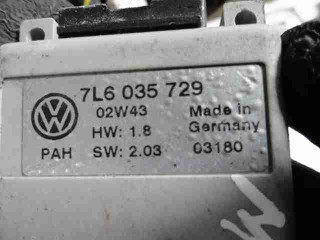 7L6 035 729
02W43 Made in
HW: 1.8 Germany
PAH SW: 2.03 03180